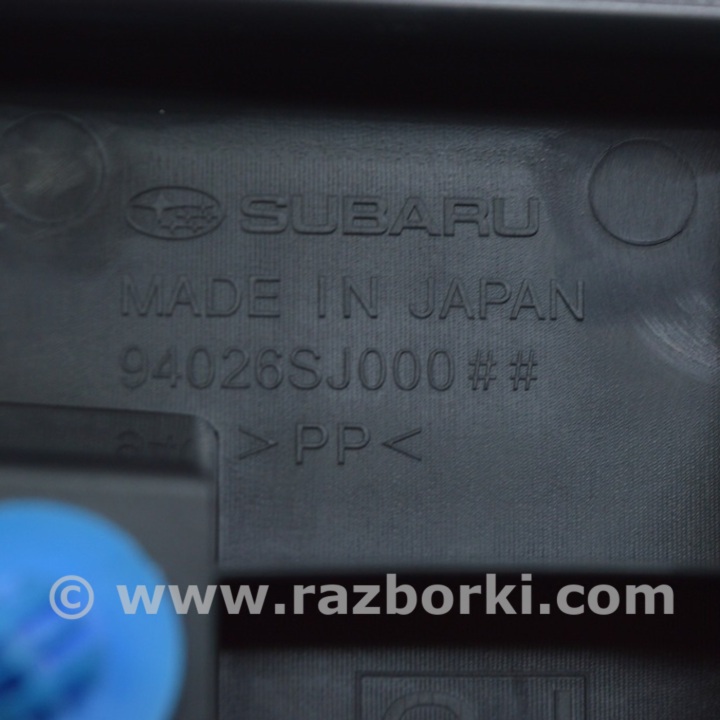 SUBARU
MADE IN JAPAN
94026SJ000##
>PP<
© www.razborki.com